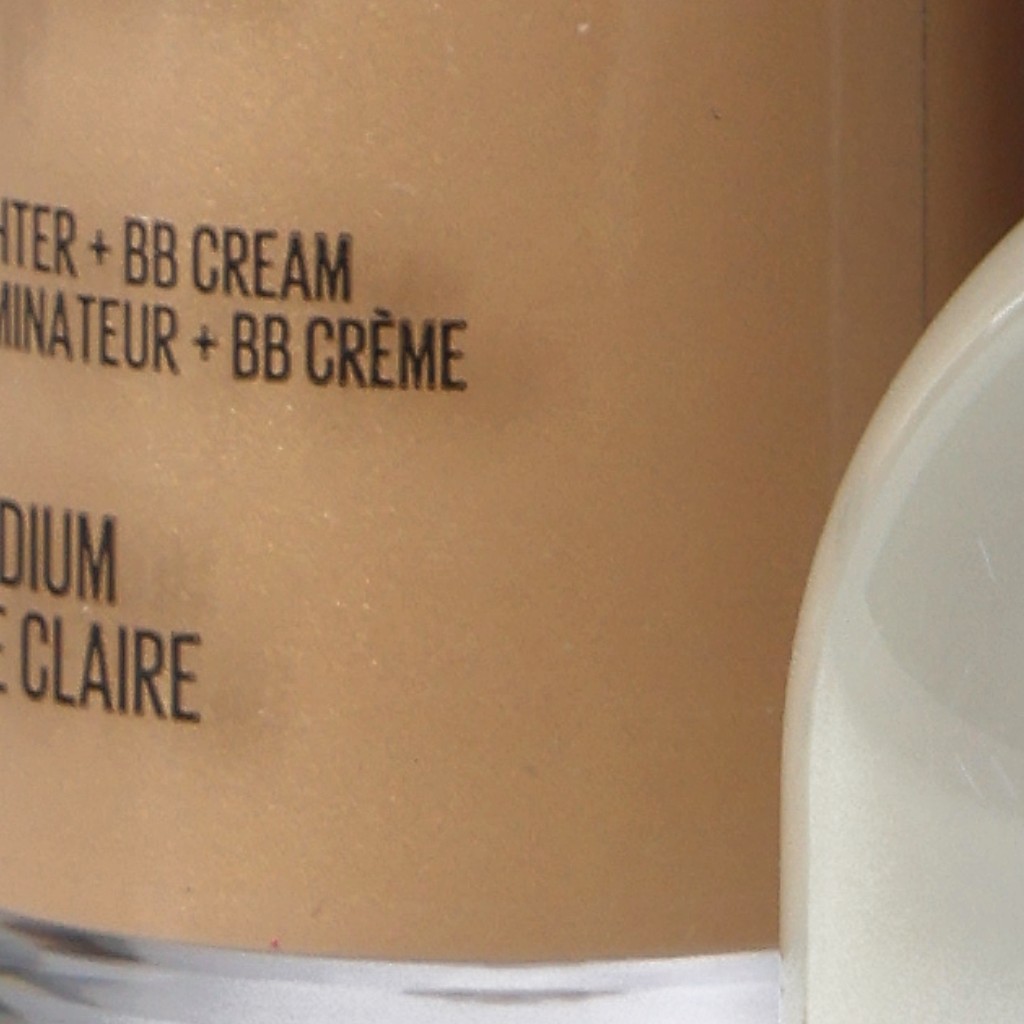 HTER + BB CREAM
MINATEUR + BB CRÈME
DIUM
E CLAIRE